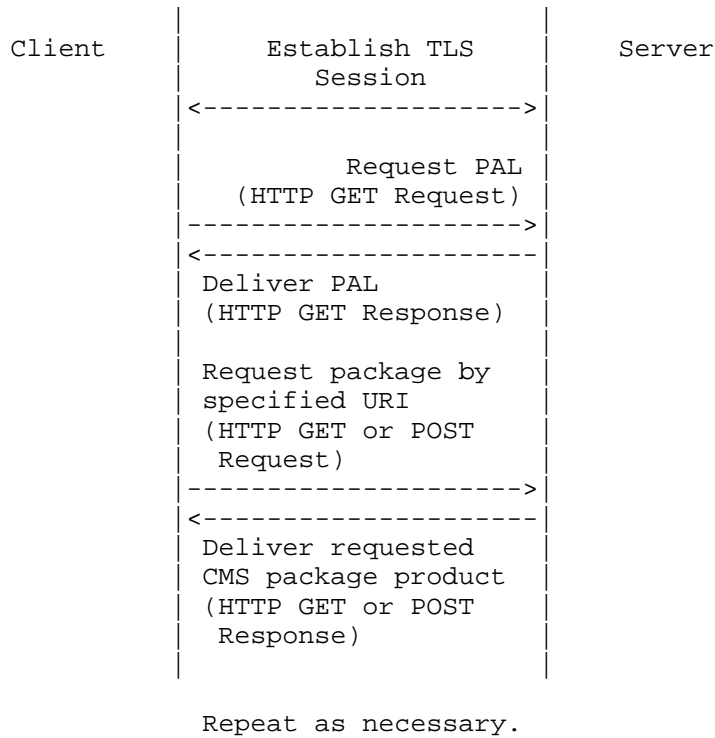 Client Establish TLS Server
Session
<-------------------->
Request PAL
(HTTP GET Request)
--------------------->
<---------------------
Deliver PAL
(HTTP GET Response)
Request package by
specified URI
(HTTP GET or POST
Request)
--------------------->
<---------------------
Deliver requested
CMS package product
(HTTP GET or POST
Response)
Repeat as necessary.